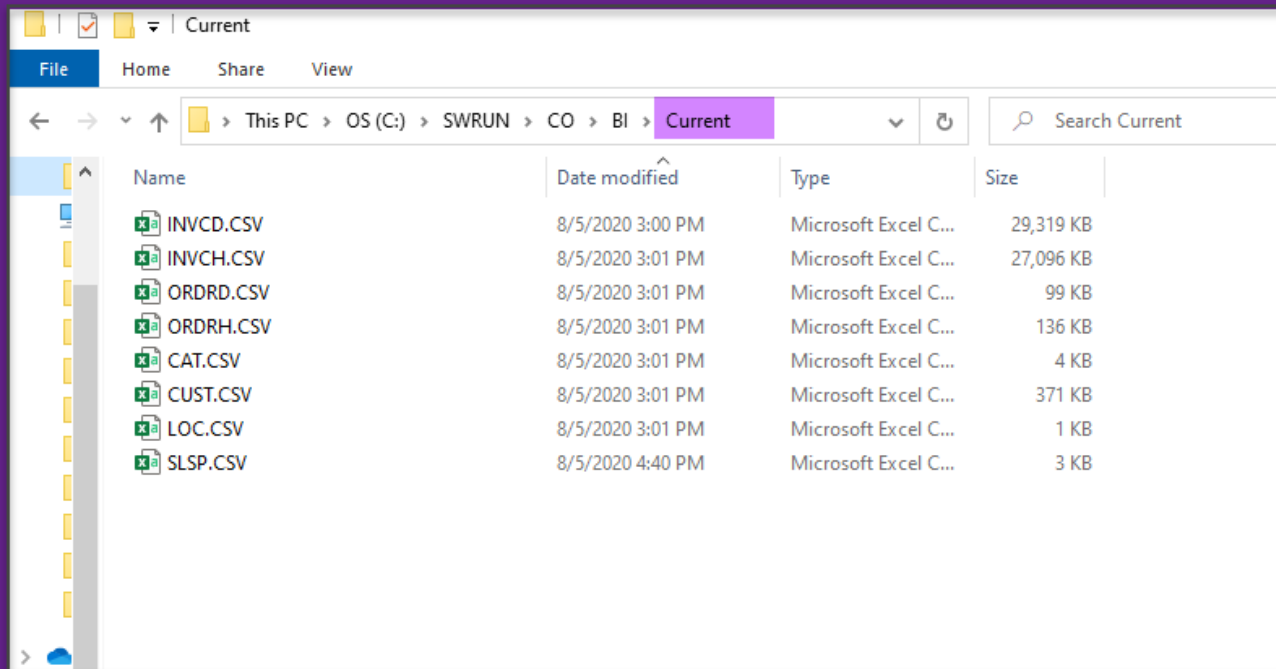 Current
File Home Share View
This PC > OS (C:) > SWRUN > CO > BI > Current Search Current
Name Date modified Type Size
INVCD.CSV 8/5/2020 3:00 PM Microsoft Excel C... 29,319 KB
INVCH.CSV 8/5/2020 3:01 PM Microsoft Excel C... 27,096 KB
ORDRD.CSV 8/5/2020 3:01 PM Microsoft Excel C... 99 KB
ORDRH.CSV 8/5/2020 3:01 PM Microsoft Excel C... 136 KB
CAT.CSV 8/5/2020 3:01 PM Microsoft Excel C... 4 KB
CUST.CSV 8/5/2020 3:01 PM Microsoft Excel C... 371 KB
LOC.CSV 8/5/2020 3:01 PM Microsoft Excel C... 1 KB
SLSP.CSV 8/5/2020 4:40 PM Microsoft Excel C... 3 KB